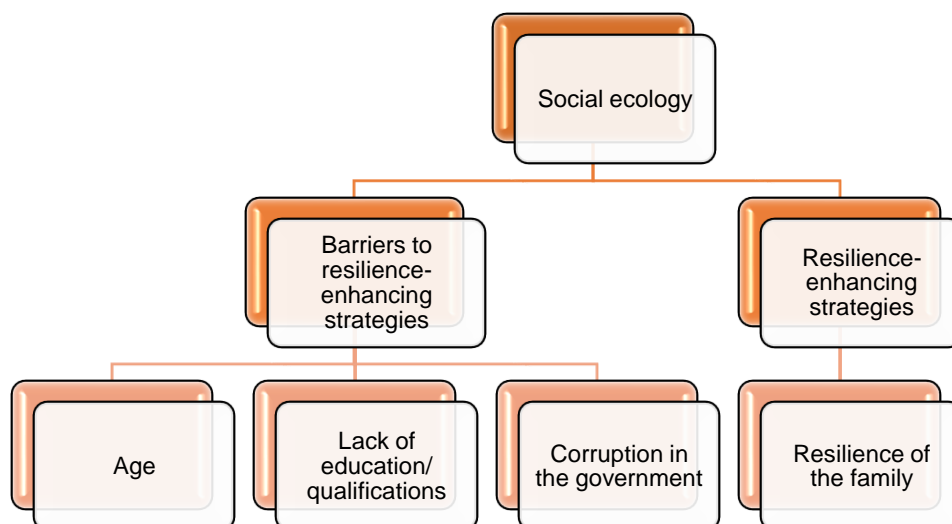 Social ecology
Barriers to
resilience-
enhancing
strategies
Resilience-
enhancing
strategies
Age
Lack of
education/
qualifications
Corruption in
the government
Resilience of
the family